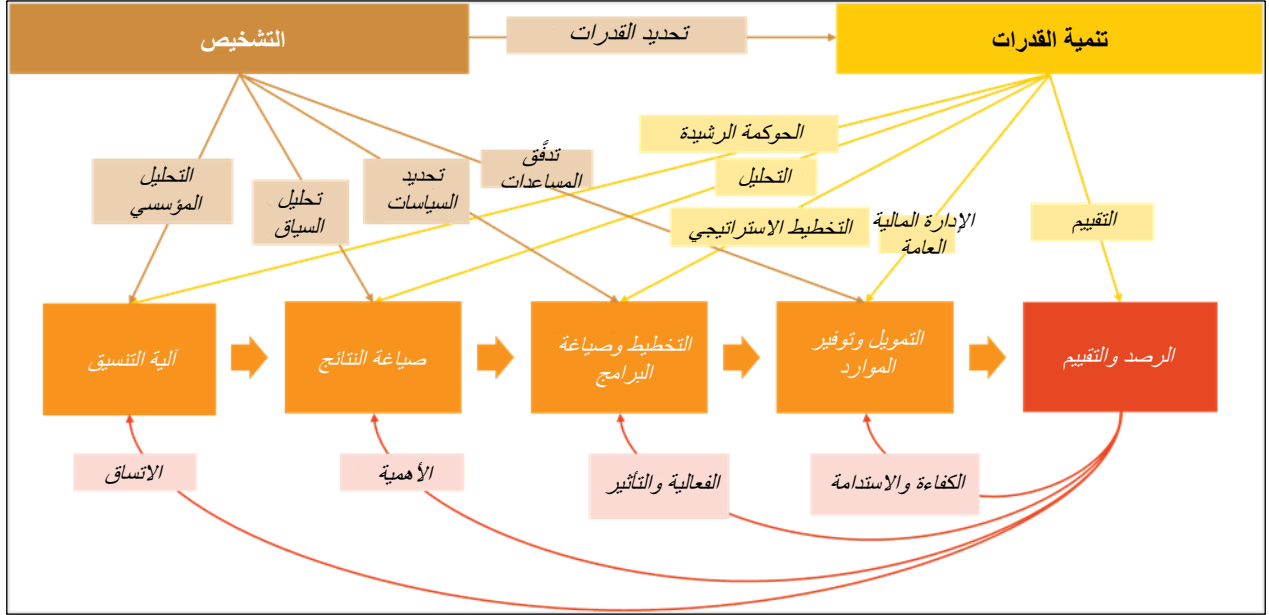 التشخيص
تحديد القدرات
تنمية القدرات
الحوكمة الرشيدة
التحليل
المؤسسي
تحليل
السياق
تحديد
السياسات
تدفَّق
المساعدات
التحليل
التخطيط الاستراتيجي
الإدارة المالية
العامة
التقييم
آلية التنسيق
صياغة النتائج
التخطيط وصياغة
البرامج
التمويل وتوفير
الموارد
الرصد والتقييم
الاتساق
الأهمية
الفعالية والتأثير
الكفاءة والاستدامة